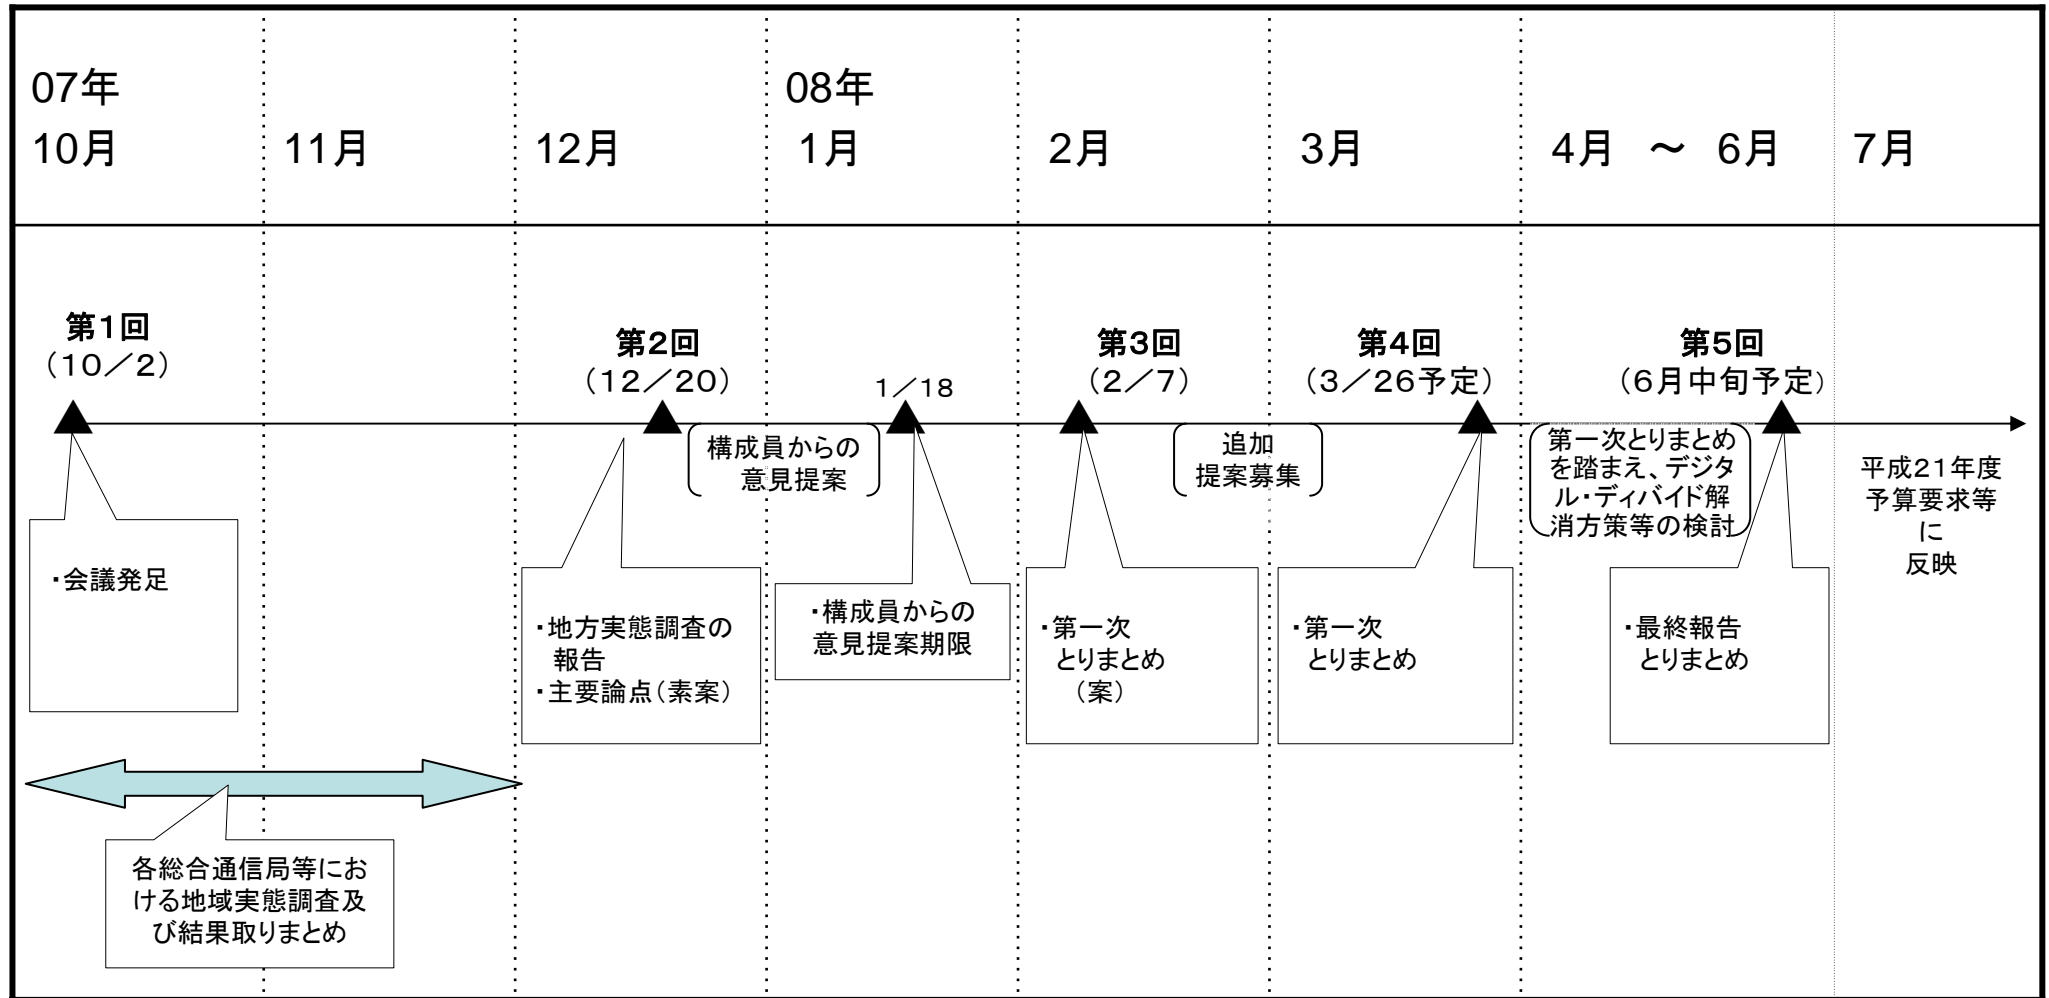 07年
10月
11月
12月
08年
1月
2月
3月
4月 ～ 6月
7月
第1回
（10／2）
第2回
（12／20）
1／18
第3回
（2／7）
第4回
（3／26予定）
第5回
（6月中旬予定）
構成員からの
意見提案
追加
提案募集
第一次とりまとめ
を踏まえ、デジタ
ル・ディバイド解
消方策等の検討
平成21年度
予算要求等
に
反映
・会議発足
・地方実態調査の
報告
・主要論点（素案）
・構成員からの
意見提案期限
・第一次
とりまとめ
（案）
・第一次
とりまとめ
・最終報告
とりまとめ
各総合通信局等にお
ける地域実態調査及
び結果取りまとめ